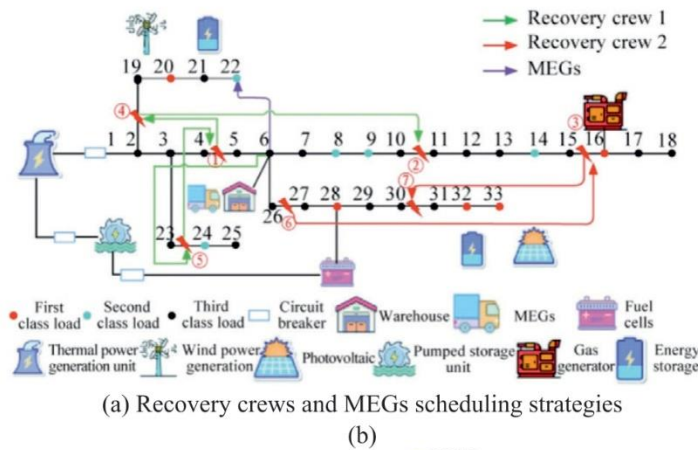 Recovery crew 1
Recovery crew 2
MEGs
19 20 21 22
④
③
1 2 3 4 5 6 7 8 9 10 11 12 13 14 15 16 17 18
①
②
⑦
27 28 29 30 31 32 33
26
⑥
23 24 25
⑤
First class load
Second class load
Third class load
Circuit breaker
Warehouse
MEGs
Fuel cells
Thermal power generation unit
Wind power generation
Photovoltaic
Pumped storage unit
Gas generator
Energy storage
(a) Recovery crews and MEGs scheduling strategies
(b)